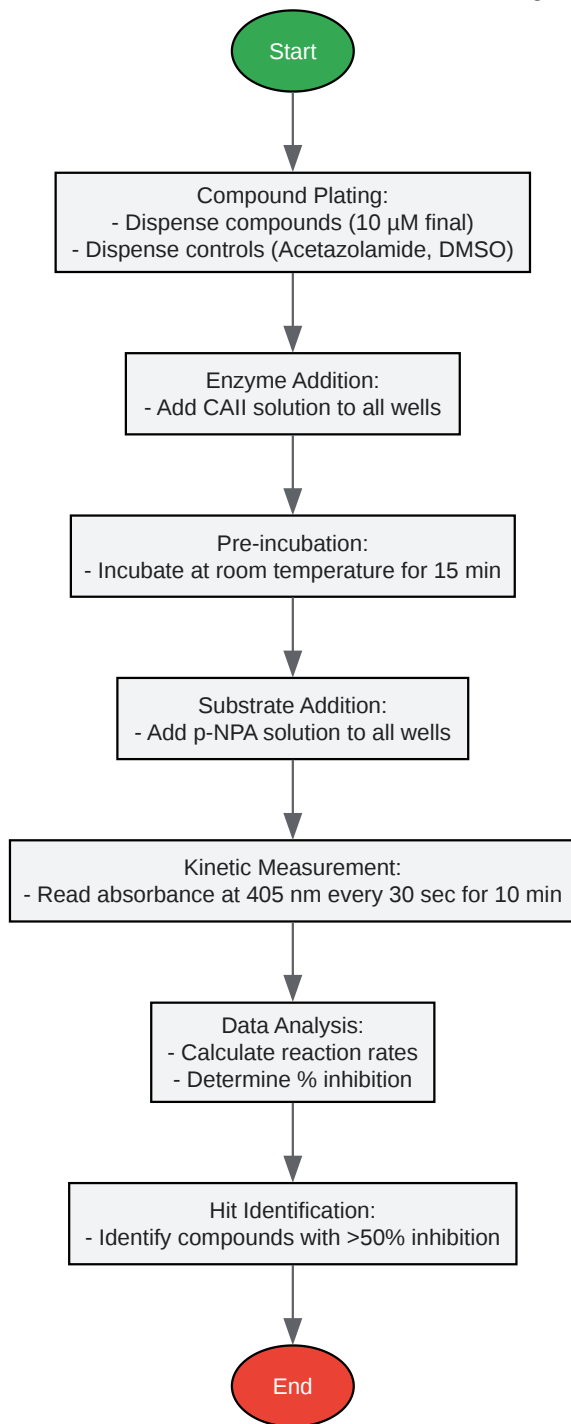 Start
Compound Plating:
- Dispense compounds (10 µM final)
- Dispense controls (Acetazolamide, DMSO)
Enzyme Addition:
- Add CAII solution to all wells
Pre-incubation:
- Incubate at room temperature for 15 min
Substrate Addition:
- Add p-NPA solution to all wells
Kinetic Measurement:
- Read absorbance at 405 nm every 30 sec for 10 min
Data Analysis:
- Calculate reaction rates
- Determine % inhibition
Hit Identification:
- Identify compounds with >50% inhibition
End